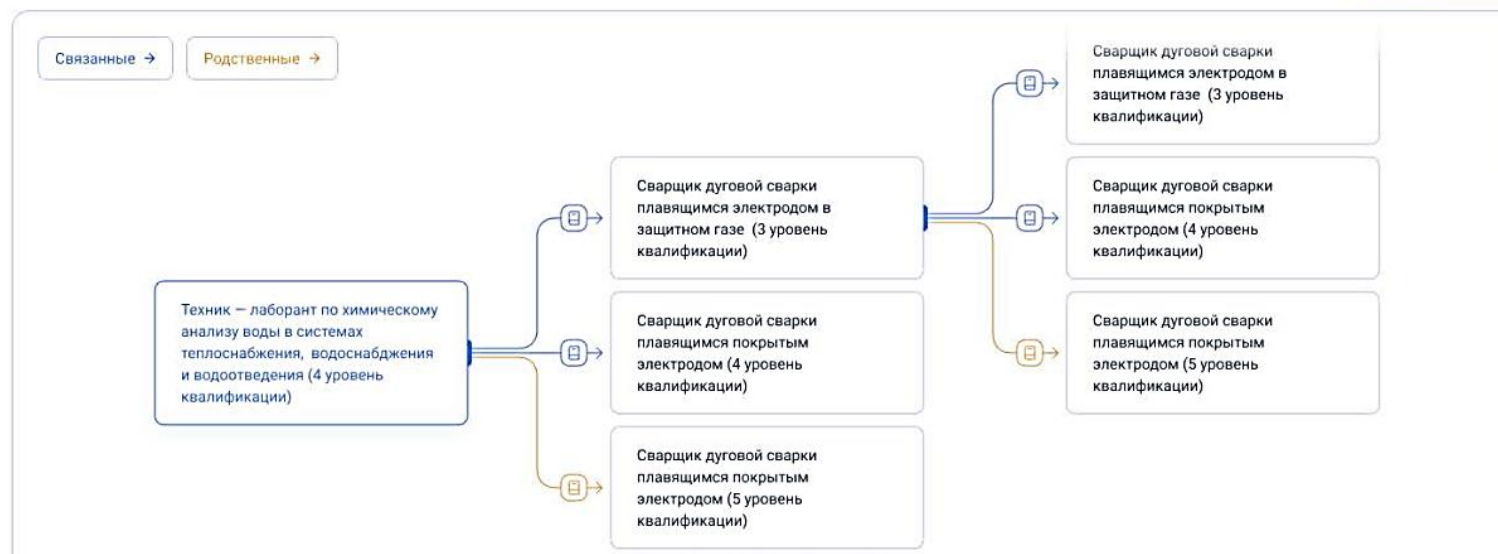 Связанные →
Родственные →
Техник — лаборант по химическому
анализу воды в системах
теплоснабжения, водоснабджения
и водоотведения (4 уровень
квалификации)
Сварщик дуговой сварки
плавящимся электродом в
защитном газе (3 уровень
квалификации)
Сварщик дуговой сварки
плавящимся покрытым
электродом (4 уровень
квалификации)
Сварщик дуговой сварки
плавящимся покрытым
электродом (5 уровень
квалификации)
Сварщик дуговой сварки
плавящимся электродом в
защитном газе (3 уровень
квалификации)
Сварщик дуговой сварки
плавящимся покрытым
электродом (4 уровень
квалификации)
Сварщик дуговой сварки
плавящимся покрытым
электродом (5 уровень
квалификации)